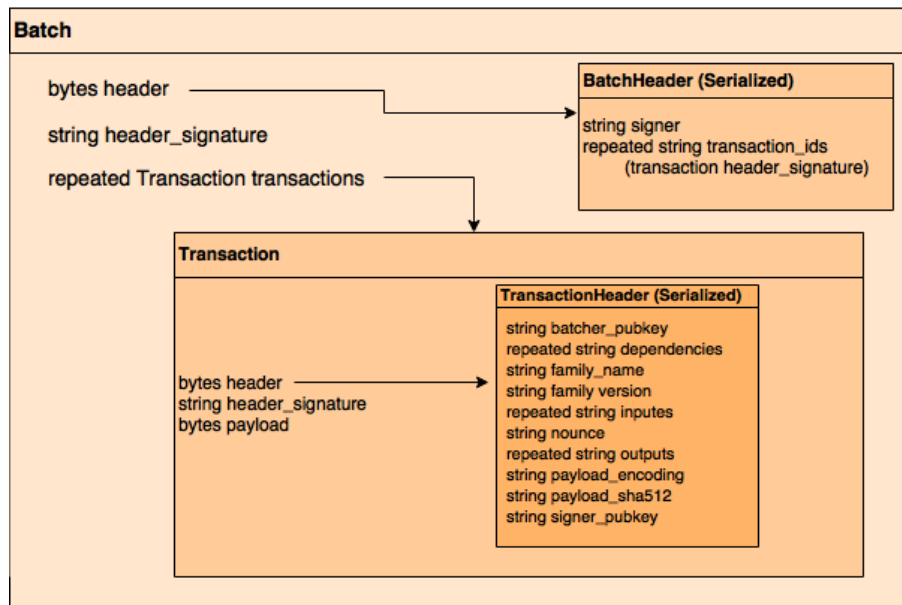 Batch
bytes header
string header_signature
repeated Transaction transactions
BatchHeader (Serialized)
string signer
repeated string transaction_ids
(transaction header_signature)
Transaction
bytes header
string header_signature
bytes payload
TransactionHeader (Serialized)
string batcher_pubkey
repeated string dependencies
string family_name
string family version
repeated string inputes
string nounce
repeated string outputs
string payload_encoding
string payload_sha512
string signer_pubkey